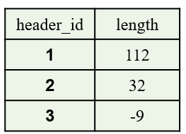 header_id length
1 112
2 32
3 -9